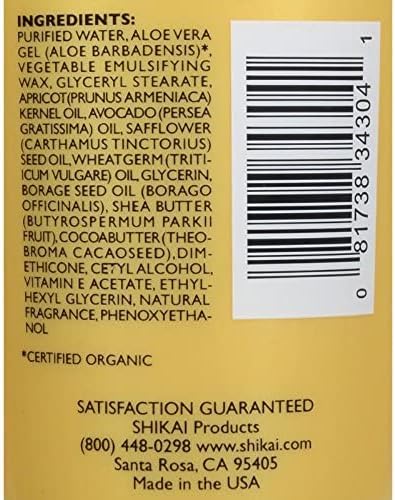 INGREDIENTS:
PURIFIED WATER, ALOE VERA
GEL (ALOE BARBADENSIS)*,
VEGETABLE EMULSIFYING
WAX, GLYCERYL STEARATE,
APRICOT(PRUNUS ARMENIACA)
KERNEL OIL, AVOCADO (PERSEA
GRATISSIMA) OIL, SAFFLOWER
(CARTHAMUS TINCTORIUS)
SEED OIL, WHEATGERM (TRITI-
ICUM VULGARE) OIL, GLYCERIN,
BORAGE SEED OIL (BORAGO
OFFICINALIS), SHEA BUTTER
(BUTYROSPERMUM PARKII
FRUIT), COCOABUTTER (THEO-
BROMA CACAOSEED), DIM-
ETHICONE, CETYL ALCOHOL,
VITAMIN E ACETATE, ETHYL-
HEXYL GLYCERIN, NATURAL
FRAGRANCE, PHENOXYETHA-
NOL
*CERTIFIED ORGANIC
0 81738 34304 1
SATISFACTION GUARANTEED
SHIKAI Products
(800) 448-0298 www.shikai.com
Santa Rosa, CA 95405
Made in the USA